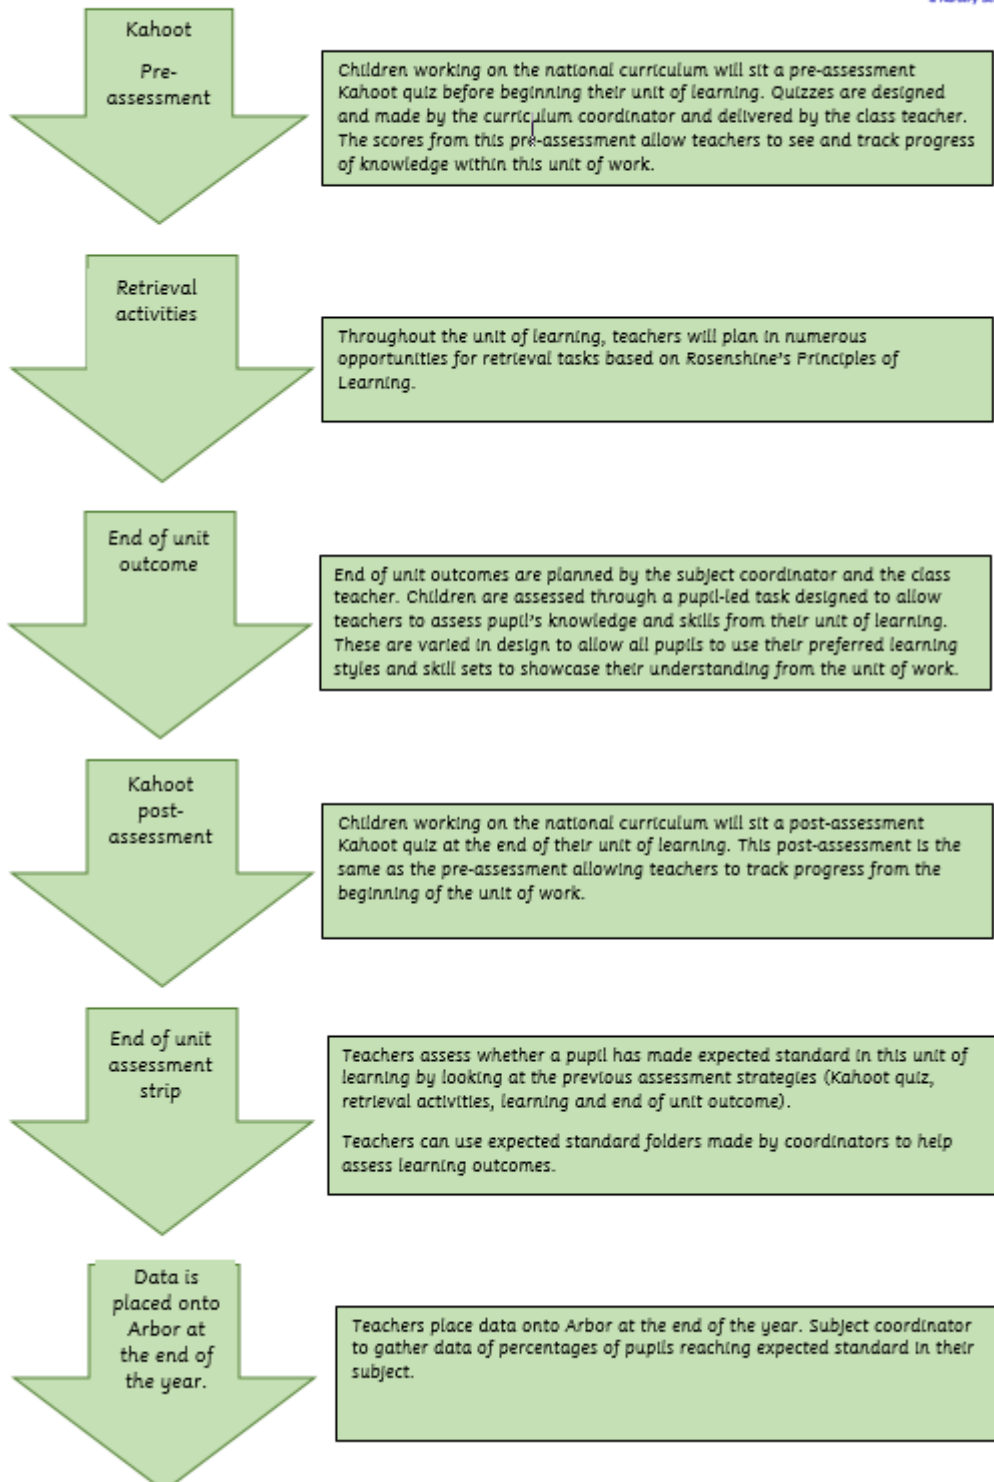 Kahoot
Pre-
assessment
Children working on the national curriculum will sit a pre-assessment
Kahoot quiz before beginning their unit of learning. Quizzes are designed
and made by the curriculum coordinator and delivered by the class teacher.
The scores from this pre-assessment allow teachers to see and track progress
of knowledge within this unit of work.
Retrieval
activities
Throughout the unit of learning, teachers will plan in numerous
opportunities for retrieval tasks based on Rosenshine's Principles of
Learning.
End of unit
outcome
End of unit outcomes are planned by the subject coordinator and the class
teacher. Children are assessed through a pupil-led task designed to allow
teachers to assess pupil's knowledge and skills from their unit of learning.
These are varied in design to allow all pupils to use their preferred learning
styles and skill sets to showcase their understanding from the unit of work.
Kahoot
post-
assessment
Children working on the national curriculum will sit a post-assessment
Kahoot quiz at the end of their unit of learning. This post-assessment is the
same as the pre-assessment allowing teachers to track progress from the
beginning of the unit of work.
End of unit
assessment
strip
Teachers assess whether a pupil has made expected standard in this unit of
learning by looking at the previous assessment strategies (Kahoot quiz,
retrieval activities, learning and end of unit outcome).
Teachers can use expected standard folders made by coordinators to help
assess learning outcomes.
Data is
placed onto
Arbor at
the end of
the year.
Teachers place data onto Arbor at the end of the year. Subject coordinator
to gather data of percentages of pupils reaching expected standard in their
subject.